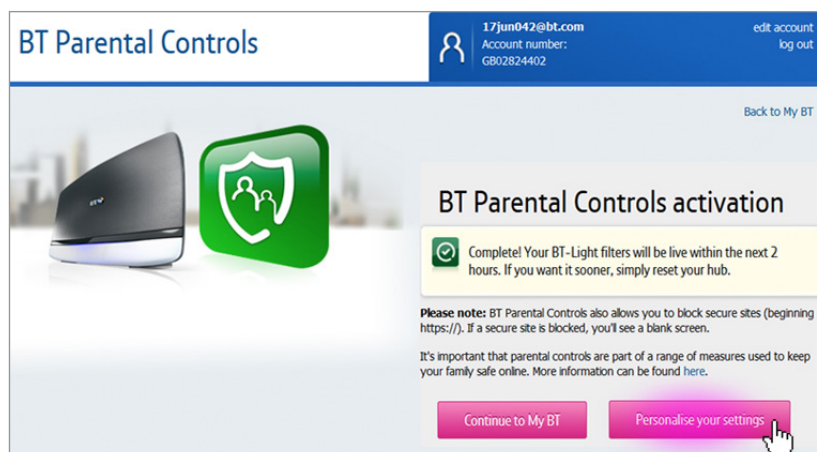 BT Parental Controls
17jun042@bt.com
Account number:
GB02824402
edit account
log out
Back to My BT
BT Parental Controls activation
Complete! Your BT-Light filters will be live within the next 2
hours. If you want it sooner, simply reset your hub.
Please note: BT Parental Controls also allows you to block secure sites (beginning
https://). If a secure site is blocked, you'll see a blank screen.
It's important that parental controls are part of a range of measures used to keep
your family safe online. More information can be found here.
Continue to My BT
Personalise your settings